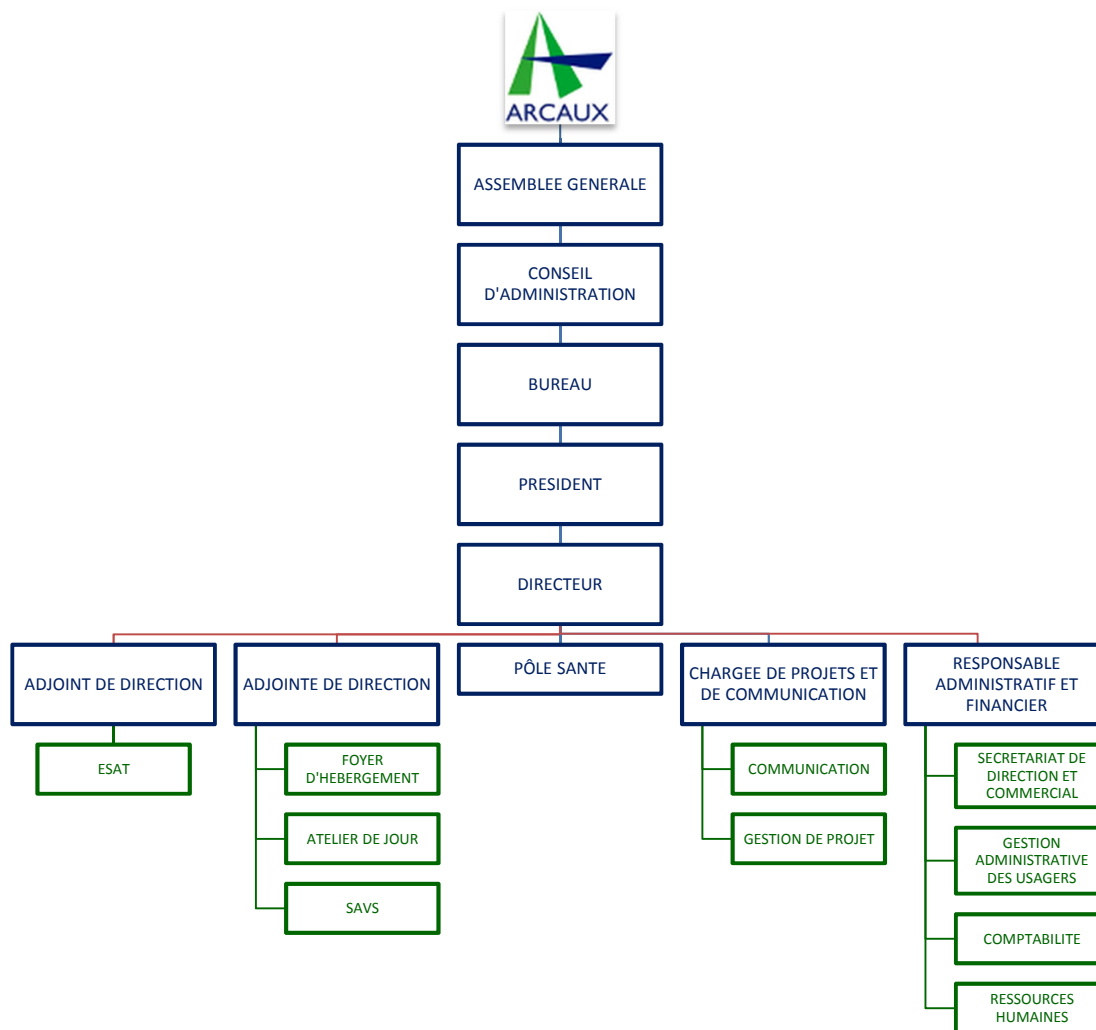 ARCAUX
ASSEMBLEE GENERALE
CONSEIL
D'ADMINISTRATION
BUREAU
PRESIDENT
DIRECTEUR
ADJOINT DE DIRECTION
ADJOINTE DE DIRECTION
PÔLE SANTE
CHARGEE DE PROJETS ET
DE COMMUNICATION
RESPONSABLE
ADMINISTRATIF ET
FINANCIER
ESAT
FOYER
D'HEBERGEMENT
ATELIER DE JOUR
SAVS
COMMUNICATION
GESTION DE PROJET
SECRETARIAT DE
DIRECTION ET
COMMERCIAL
GESTION
ADMINISTRATIVE
DES USAGERS
COMPTABILITE
RESSOURCES
HUMAINES